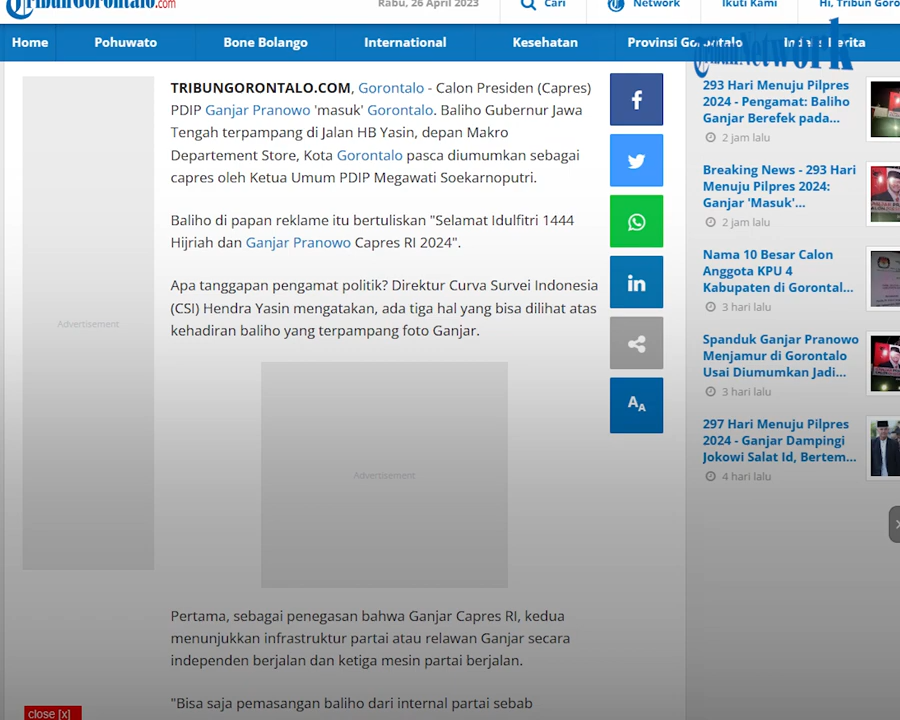 TribunGorontalo.com
Rabu, 26 April 2023
Cari
Network
Ikuti Kami
Hi, Tribun Goro
Home
Pohuwato
Bone Bolango
International
Kesehatan
Provinsi Gorontalo
Indeks Berita
TribunNetwork
TRIBUNGORONTALO.COM, Gorontalo - Calon Presiden (Capres)
PDIP Ganjar Pranowo 'masuk' Gorontalo. Baliho Gubernur Jawa
Tengah terpampang di Jalan HB Yasin, depan Makro
Departement Store, Kota Gorontalo pasca diumumkan sebagai
capres oleh Ketua Umum PDIP Megawati Soekarnoputri.
Baliho di papan reklame itu bertuliskan "Selamat Idulfitri 1444
Hijriah dan Ganjar Pranowo Capres RI 2024".
Apa tanggapan pengamat politik? Direktur Curva Survei Indonesia
(CSI) Hendra Yasin mengatakan, ada tiga hal yang bisa dilihat atas
kehadiran baliho yang terpampang foto Ganjar.
Advertisement
Advertisement
Pertama, sebagai penegasan bahwa Ganjar Capres RI, kedua
menunjukkan infrastruktur partai atau relawan Ganjar secara
independen berjalan dan ketiga mesin partai berjalan.
"Bisa saja pemasangan baliho dari internal partai sebab
close [x]
AA
293 Hari Menuju Pilpres
2024 - Pengamat: Baliho
Ganjar Berefek pada...
2 jam lalu
Breaking News - 293 Hari
Menuju Pilpres 2024:
Ganjar 'Masuk'...
2 jam lalu
Nama 10 Besar Calon
Anggota KPU 4
Kabupaten di Gorontal...
3 hari lalu
Spanduk Ganjar Pranowo
Menjamur di Gorontalo
Usai Diumumkan Jadi...
3 hari lalu
297 Hari Menuju Pilpres
2024 - Ganjar Dampingi
Jokowi Salat Id, Bertem...
4 hari lalu